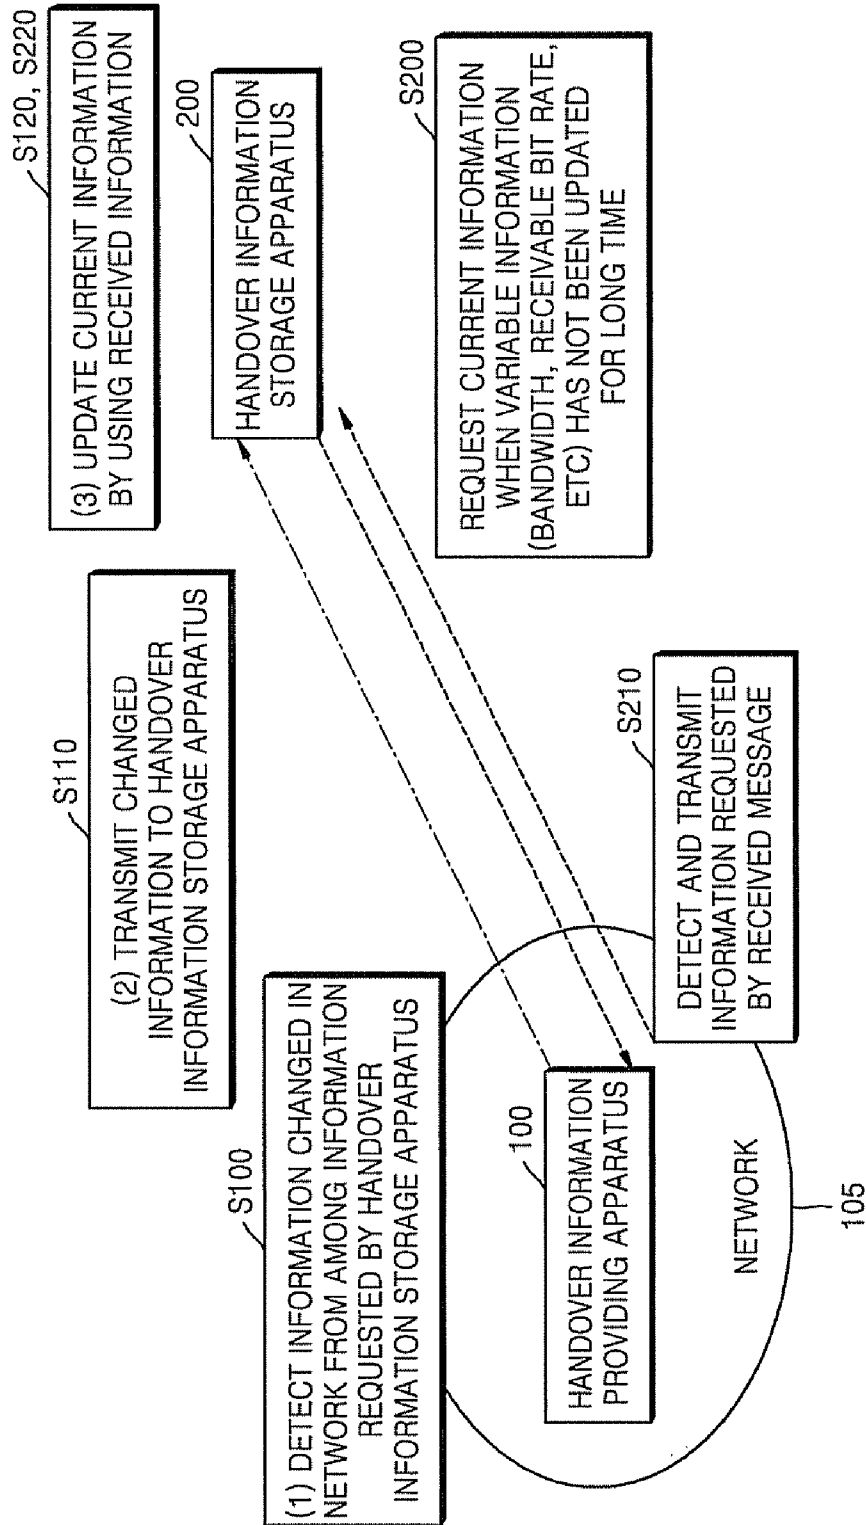 S100
(1) DETECT INFORMATION CHANGED IN
NETWORK FROM AMONG INFORMATION
REQUESTED BY HANDOVER
INFORMATION STORAGE APPARATUS
S110
(2) TRANSMIT CHANGED
INFORMATION TO HANDOVER
INFORMATION STORAGE APPARATUS
S120, S220
(3) UPDATE CURRENT INFORMATION
BY USING RECEIVED INFORMATION
200
HANDOVER INFORMATION
STORAGE APPARATUS
100
HANDOVER INFORMATION
PROVIDING APPARATUS
NETWORK
105
S210
DETECT AND TRANSMIT
INFORMATION REQUESTED
BY RECEIVED MESSAGE
S200
REQUEST CURRENT INFORMATION
WHEN VARIABLE INFORMATION
(BANDWIDTH, RECEIVABLE BIT RATE,
ETC) HAS NOT BEEN UPDATED
FOR LONG TIME